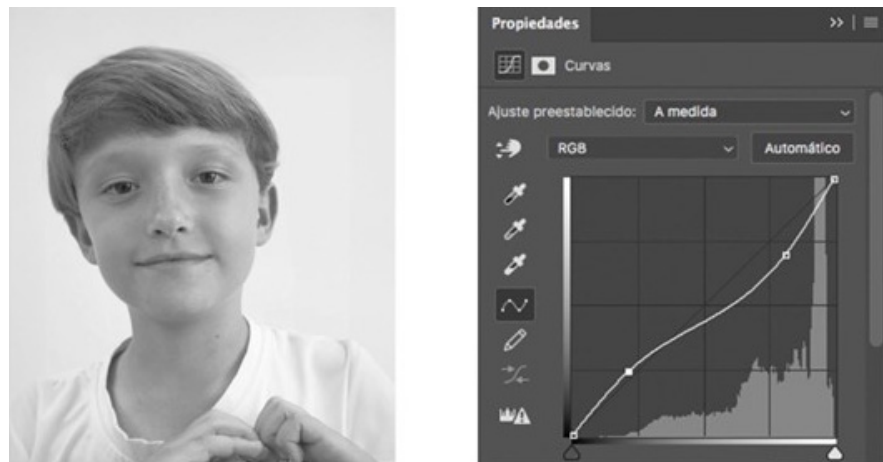 Propiedades
Curvas
Ajuste preestablecido: A medida
RGB
Automático